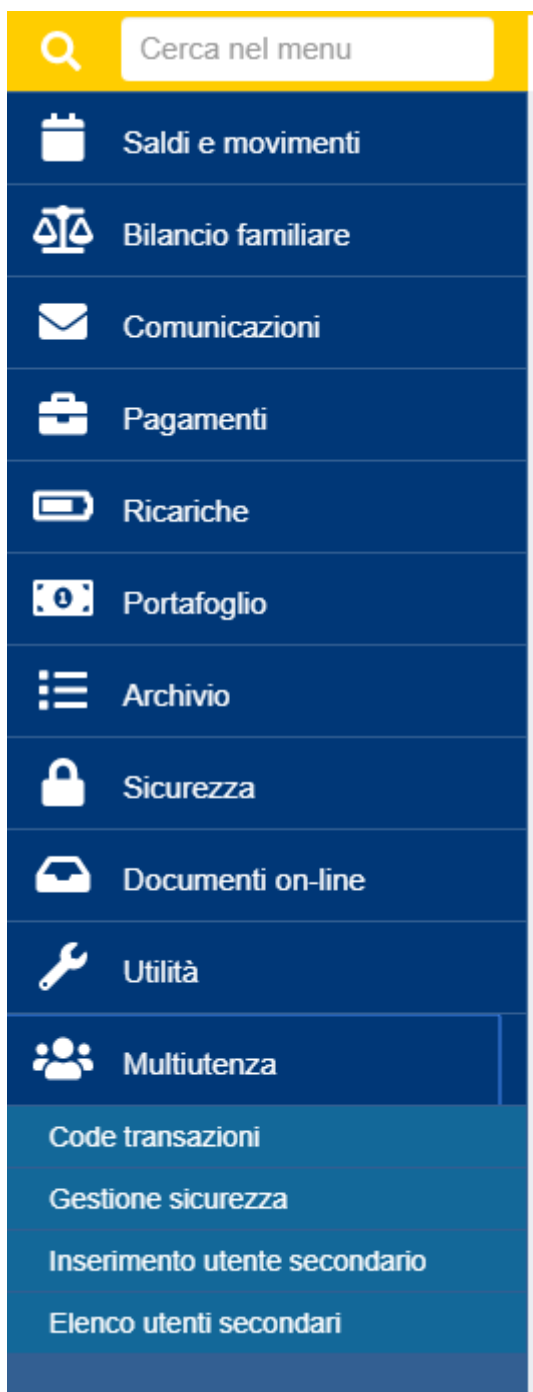 Cerca nel menu
Saldi e movimenti
Bilancio familiare
Comunicazioni
Pagamenti
Ricariche
1
Portafoglio
Archivio
Sicurezza
Documenti on-line
Utilità
Multiutenza
Code transazioni
Gestione sicurezza
Inserimento utente secondario
Elenco utenti secondari